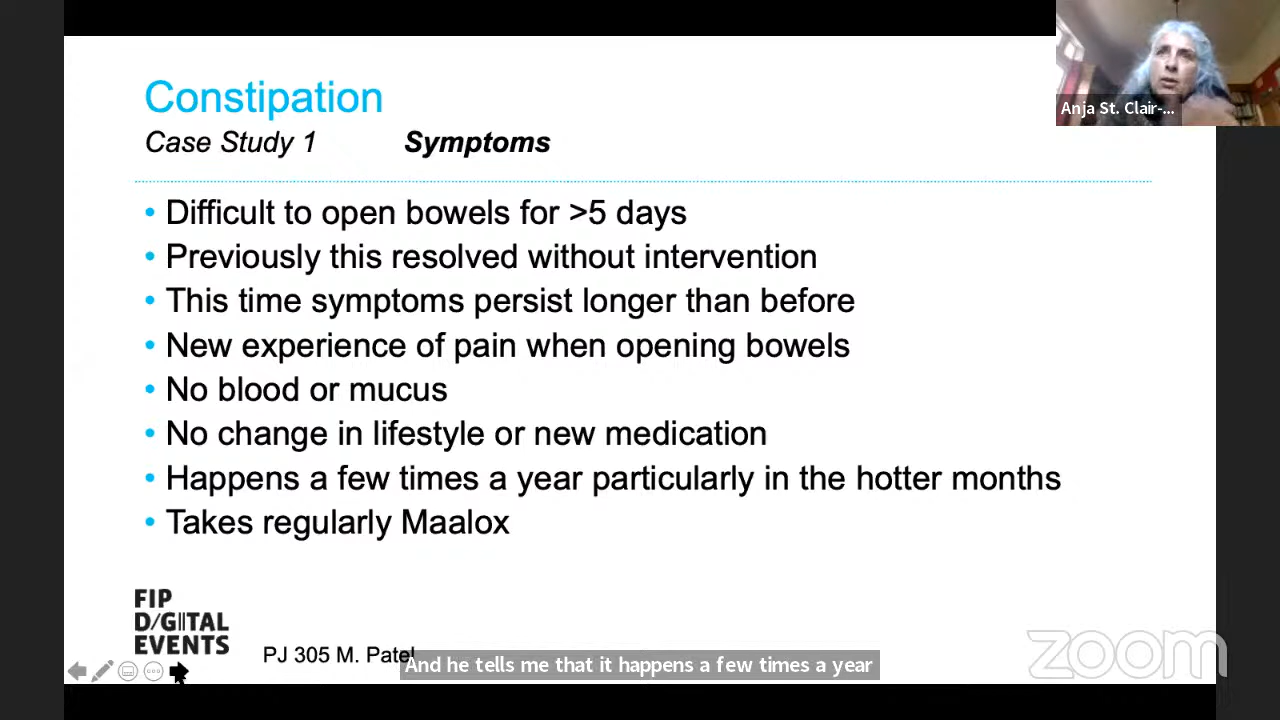 Constipation
Case Study 1 Symptoms
• Difficult to open bowels for >5 days
• Previously this resolved without intervention
• This time symptoms persist longer than before
• New experience of pain when opening bowels
• No blood or mucus
• No change in lifestyle or new medication
• Happens a few times a year particularly in the hotter months
• Takes regularly Maalox
FIP
D/GITAL
EVENTS
PJ 305 M. Patel
And he tells me that it happens a few times a year
Anja St. Clair-...
zoom